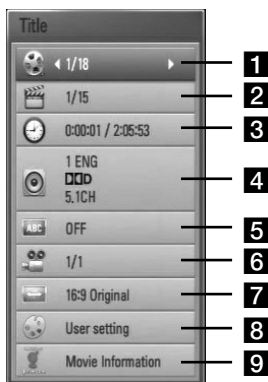 Title
1/18 1
1/15 2
0:00:01 / 2:05:53 3
1 ENG
D 4
5.1CH
ABC OFF 5
1/1 6
16:9 Original 7
User setting 8
Movie Information 9